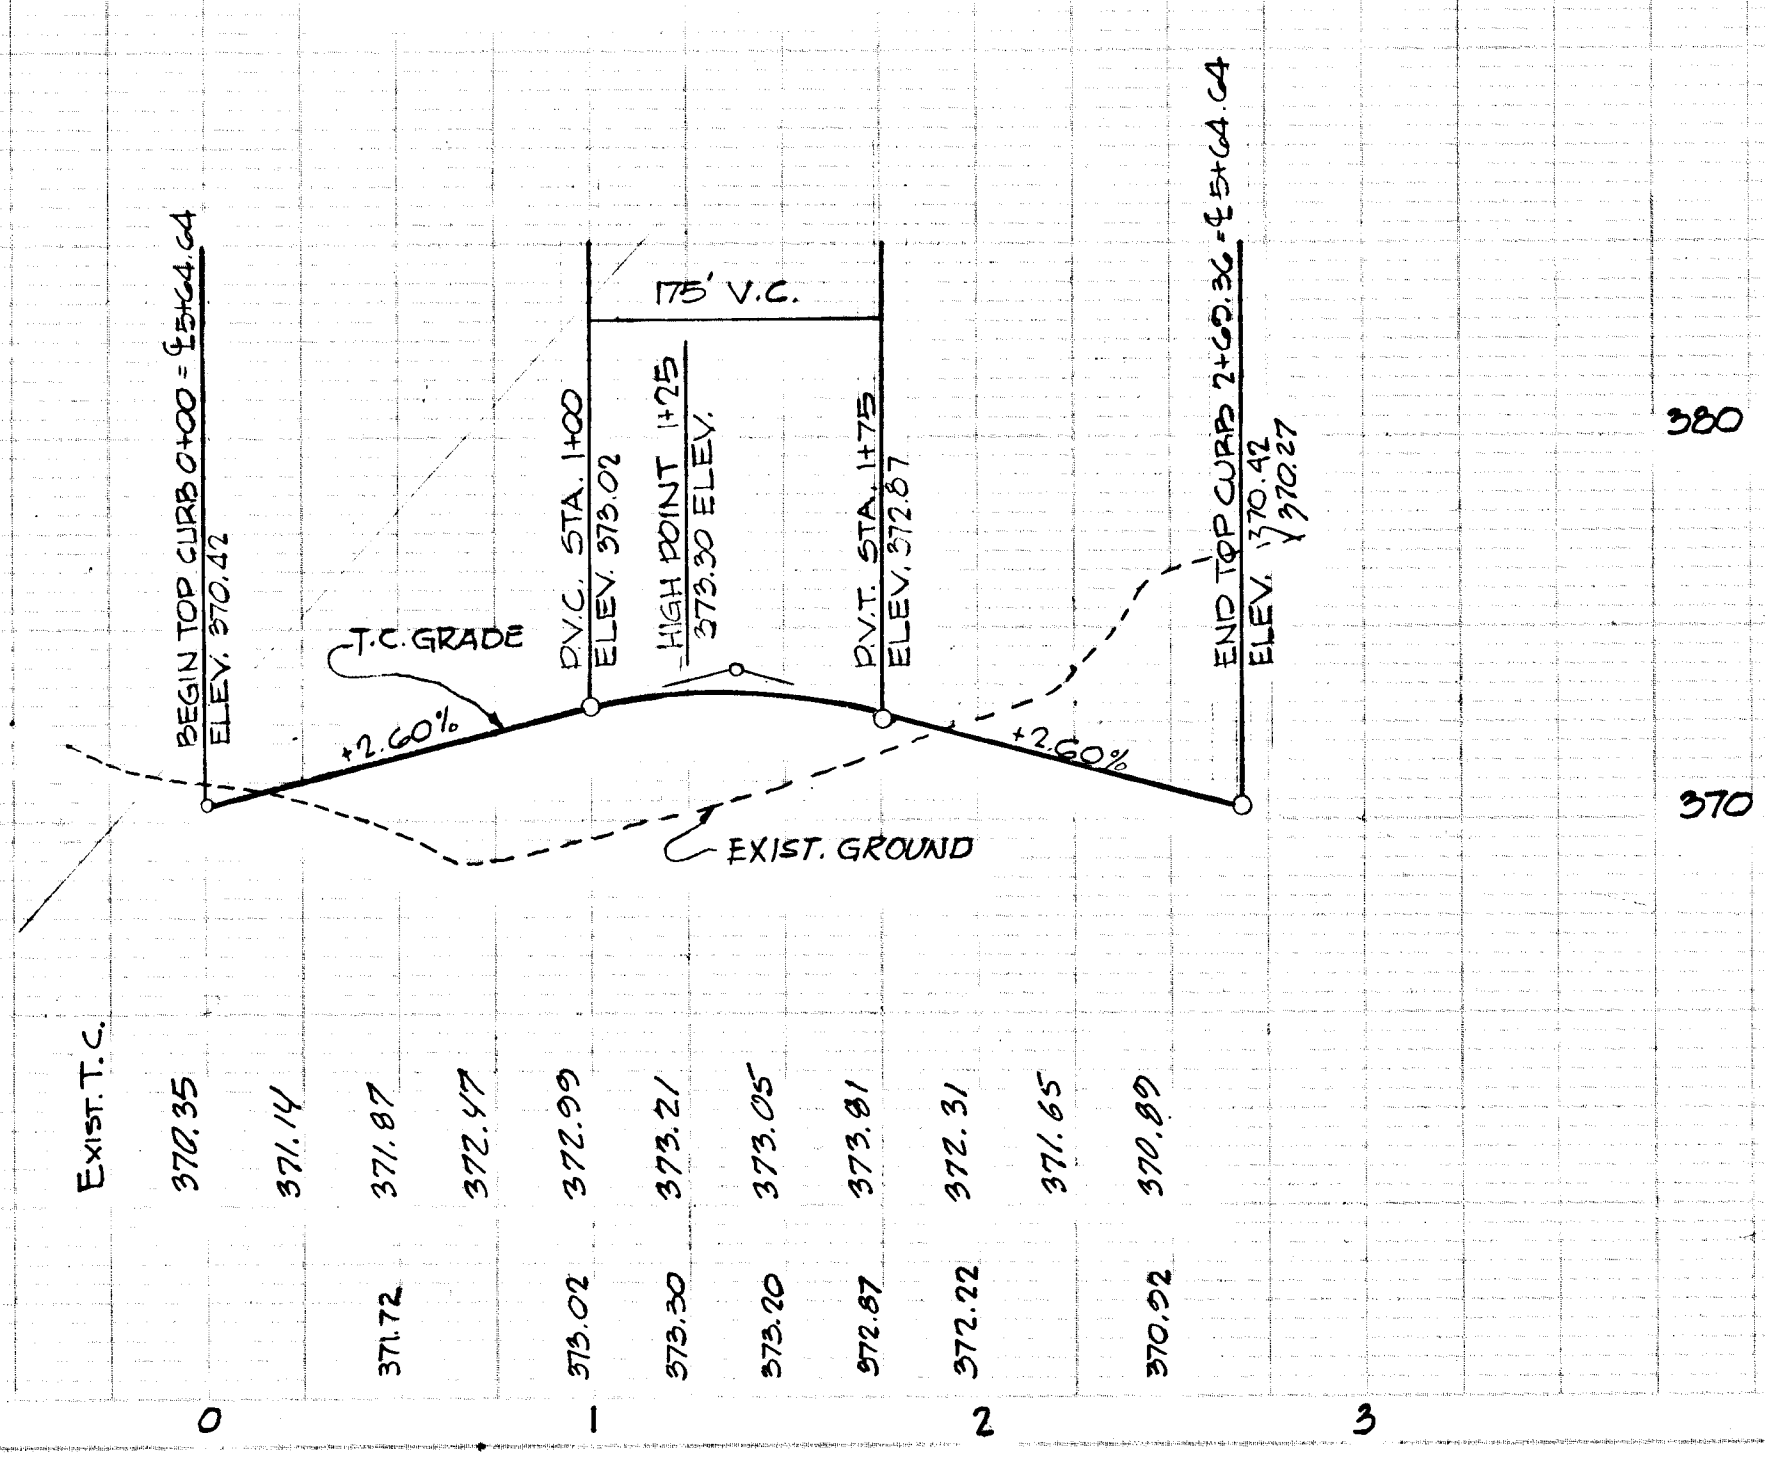 BEGIN TOP CURB 0+00 = ℄ 5+64.64
ELEV. 370.42
T.C. GRADE
+2.60%
P.V.C. STA. 1+00
ELEV. 373.02
175' V.C.
HIGH POINT 1+25
373.30 ELEV.
P.V.T. STA. 1+75
ELEV. 372.87
+2.60%
EXIST. GROUND
END TOP CURB = ℄ 5+64.64
ELEV. 370.42
370.27
380
370
EXIST. T.C.
370.35
371.14
371.87
372.47
372.99
373.21
373.05
373.81
372.31
371.65
370.89
371.72
373.02
373.30
373.20
372.87
372.22
370.92
0
1
2
3